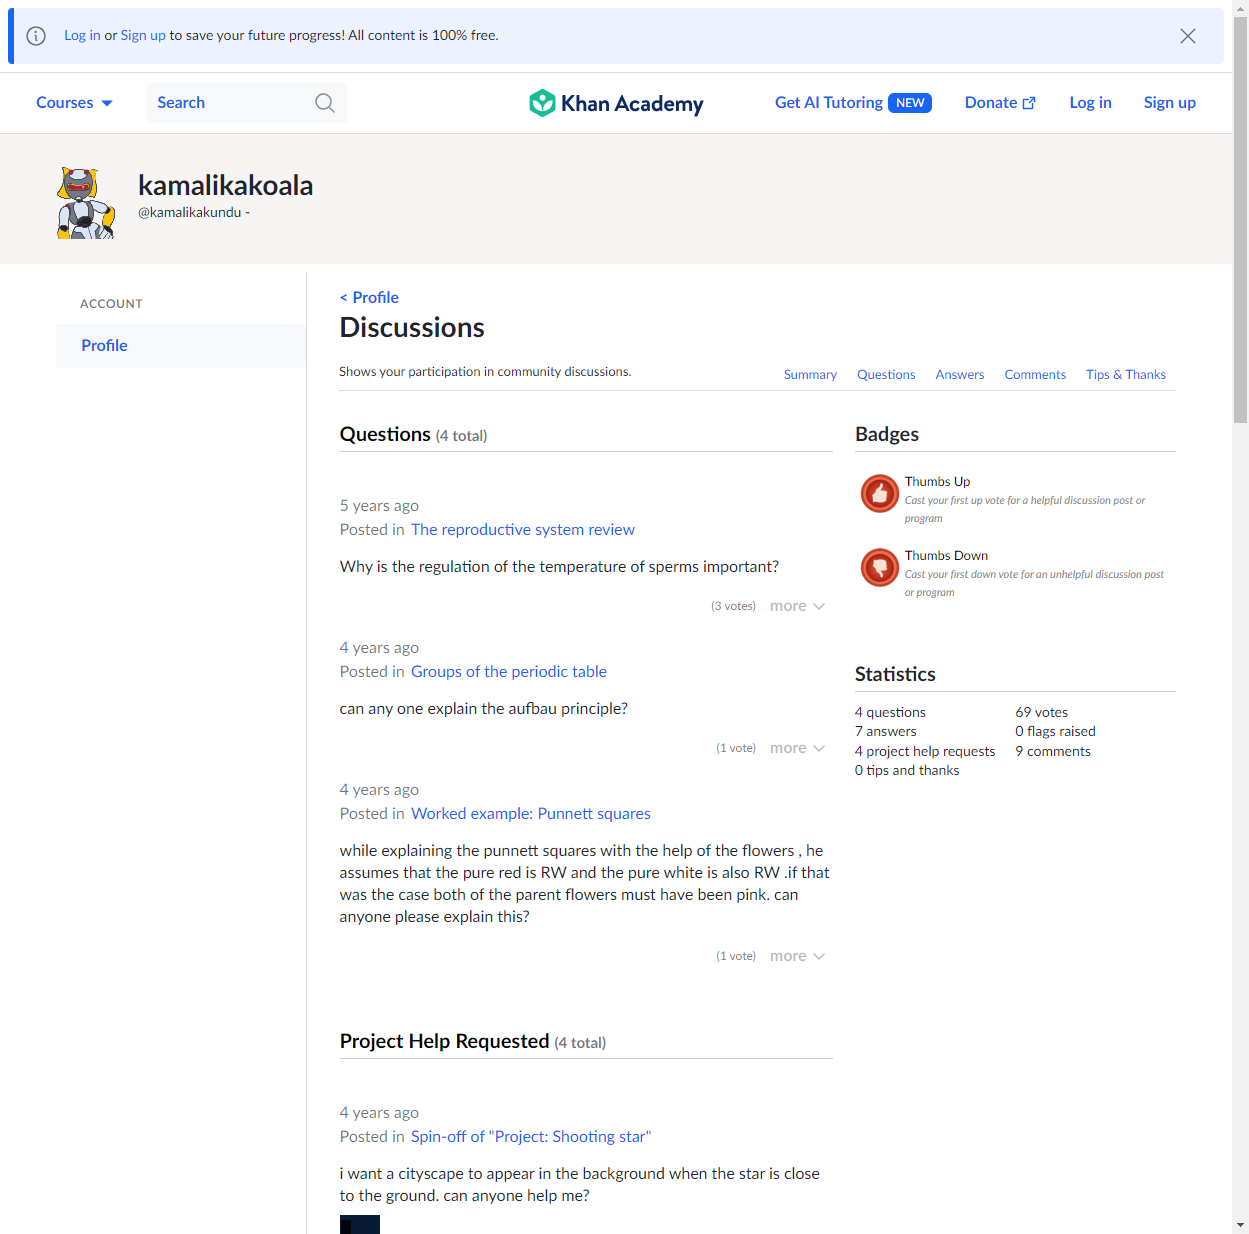 Log in or Sign up to save your future progress! All content is 100% free.
Courses
Search
Khan Academy
Get AI Tutoring NEW
Donate
Log in
Sign up
kamalikakoala
@kamalikakundu -
ACCOUNT
Profile
< Profile
Discussions
Shows your participation in community discussions.
Summary
Questions
Answers
Comments
Tips & Thanks
Questions (4 total)
5 years ago
Posted in The reproductive system review
Why is the regulation of the temperature of sperms important?
(3 votes) more
4 years ago
Posted in Groups of the periodic table
can any one explain the aufbau principle?
(1 vote) more
4 years ago
Posted in Worked example: Punnett squares
while explaining the punnett squares with the help of the flowers , he
assumes that the pure red is RW and the pure white is also RW .if that
was the case both of the parent flowers must have been pink. can
anyone please explain this?
(1 vote) more
Project Help Requested (4 total)
4 years ago
Posted in Spin-off of "Project: Shooting star"
i want a cityscape to appear in the background when the star is close
to the ground. can anyone help me?
Badges
Thumbs Up
Cast your first up vote for a helpful discussion post or
program
Thumbs Down
Cast your first down vote for an unhelpful discussion post
or program
Statistics
4 questions
69 votes
7 answers
0 flags raised
4 project help requests
9 comments
0 tips and thanks